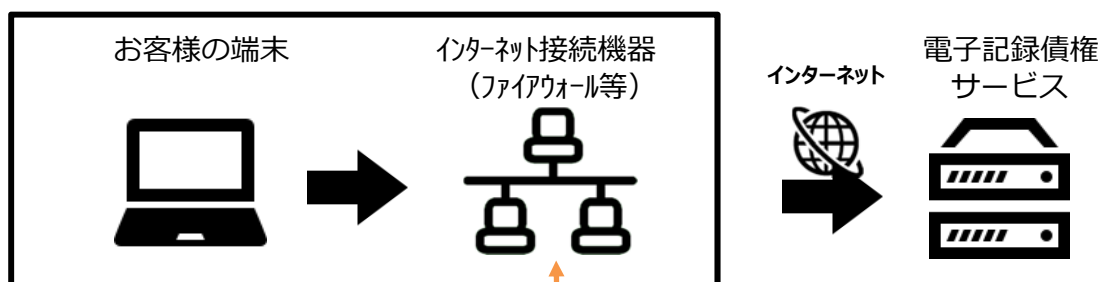 お客様の端末
インターネット接続機器
（ファイアウォール等）
インターネット
電子記録債権
サービス